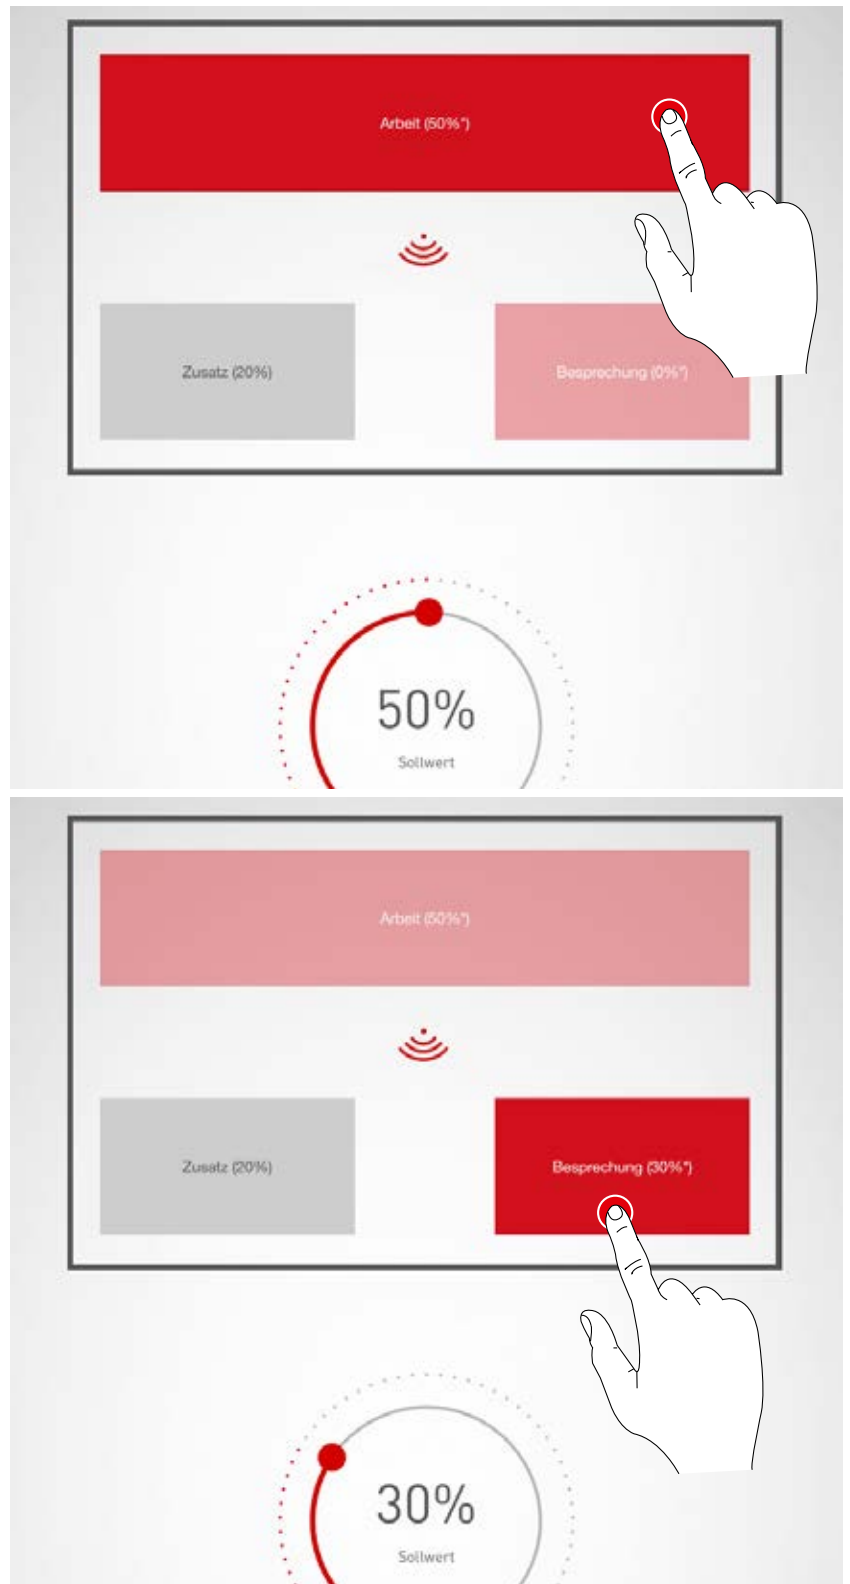 Arbeit (50%*)
Zusatz (20%)
Besprechung (0%*)
50%
Sollwert
Arbeit (50%*)
Zusatz (20%)
Besprechung (30%*)
30%
Sollwert